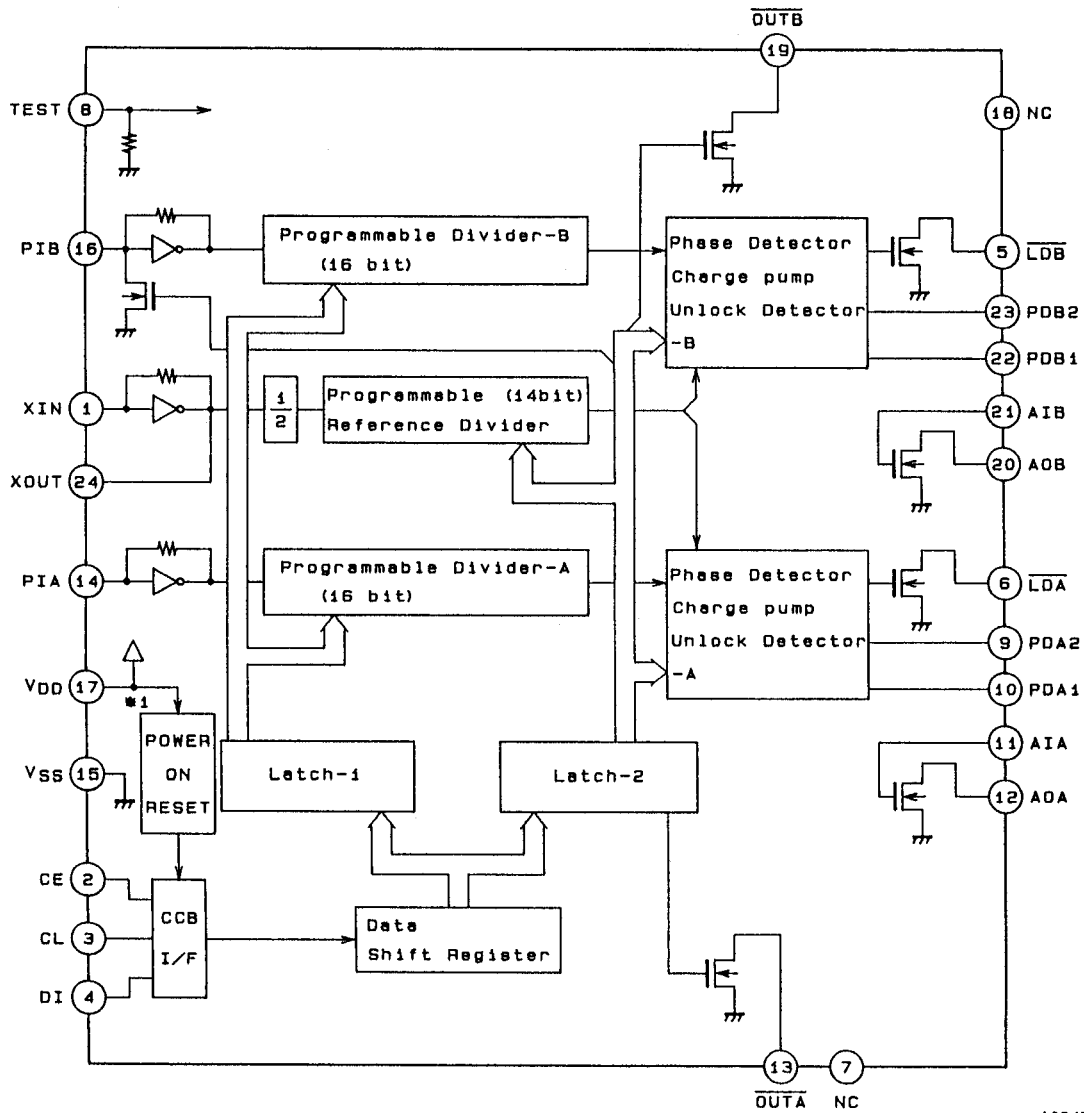 OUTB
19
TEST 8
18 NC
PIB 16
Programmable Divider-B
(16 bit)
Phase Detector
Charge pump
Unlock Detector
-B
5 LDB
23 PDB2
22 PDB1
XIN 1
1
2
Programmable (14bit)
Reference Divider
21 AIB
20 AOB
XOUT 24
PIA 14
Programmable Divider-A
(16 bit)
Phase Detector
Charge pump
Unlock Detector
-A
6 LDA
9 PDA2
10 PDA1
VDD 17
*1
POWER
ON
RESET
Latch-1
Latch-2
11 AIA
12 AOA
VSS 15
CE 2
CL 3
DI 4
CCB
I/F
Data
Shift Register
13
OUTA
7
NC